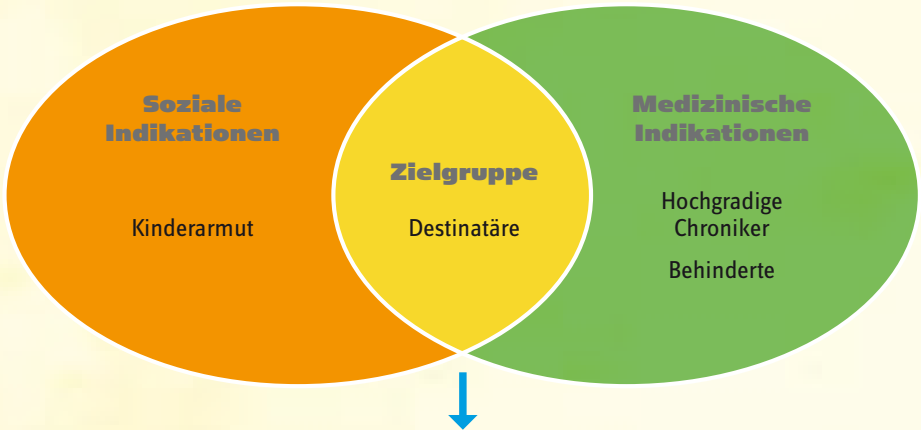 Soziale
Indikationen
Kinderarmut
Zielgruppe
Destinatäre
Medizinische
Indikationen
Hochgradige
Chroniker
Behinderte